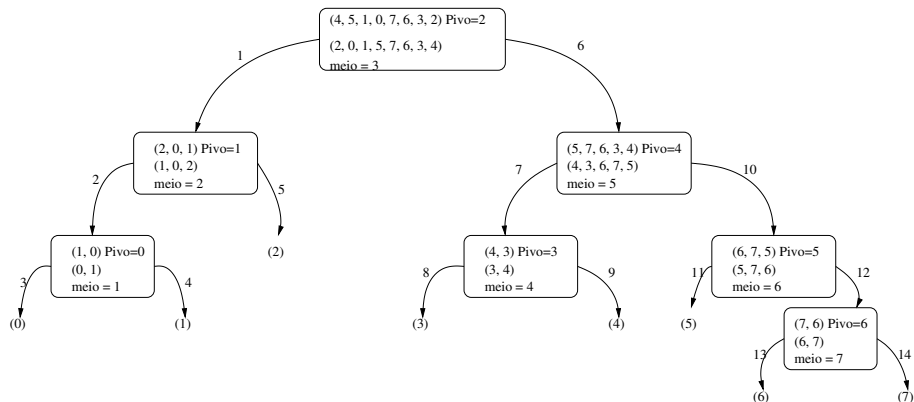 (4, 5, 1, 0, 7, 6, 3, 2) Pivo=2
(2, 0, 1, 5, 7, 6, 3, 4)
meio = 3
1
6
(2, 0, 1) Pivo=1
(1, 0, 2)
meio = 2
(5, 7, 6, 3, 4) Pivo=4
(4, 3, 6, 7, 5)
meio = 5
2
5
7
10
(1, 0) Pivo=0
(0, 1)
meio = 1
(2)
(4, 3) Pivo=3
(3, 4)
meio = 4
(6, 7, 5) Pivo=5
(5, 7, 6)
meio = 6
3
4
8
9
11
12
(0)
(1)
(3)
(4)
(5)
(7, 6) Pivo=6
(6, 7)
meio = 7
13
14
(6)
(7)